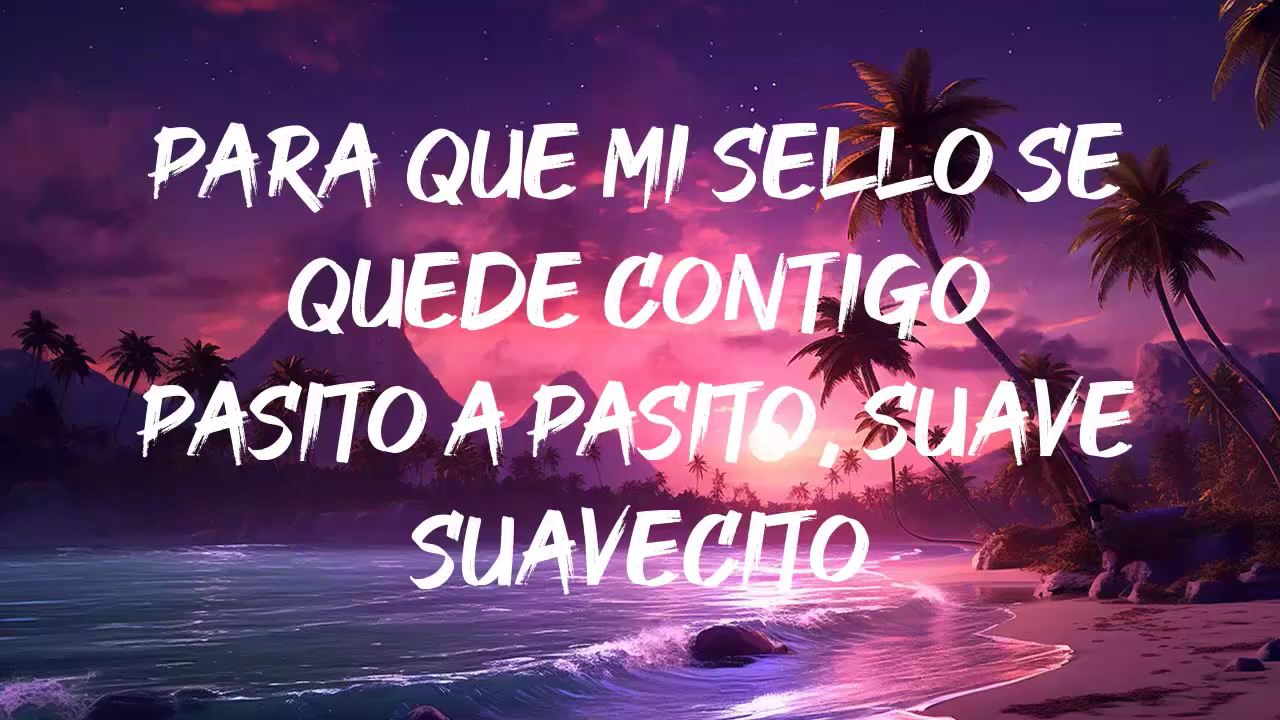 PARA QUE MI SELLO SE
QUEDE CONTIGO
PASITO A PASITO, SUAVE
SUAVECITO